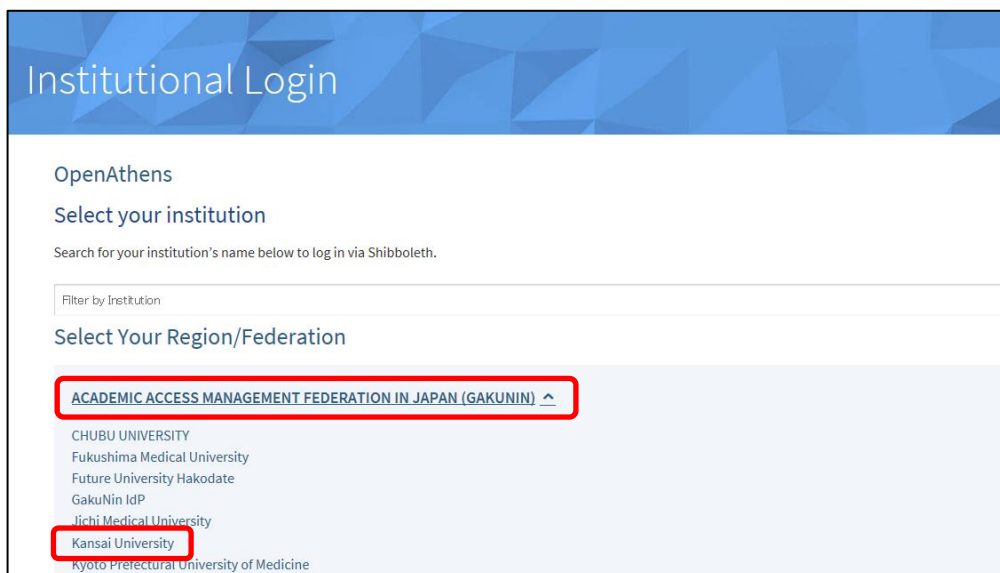 Institutional Login
OpenAthens
Select your institution
Search for your institution's name below to log in via Shibboleth.
Filter by Institution
Select Your Region/Federation
ACADEMIC ACCESS MANAGEMENT FEDERATION IN JAPAN (GAKUNIN)
CHUBU UNIVERSITY
Fukushima Medical University
Future University Hakodate
GakuNin IdP
Jichi Medical University
Kansai University
Kyoto Prefectural University of Medicine